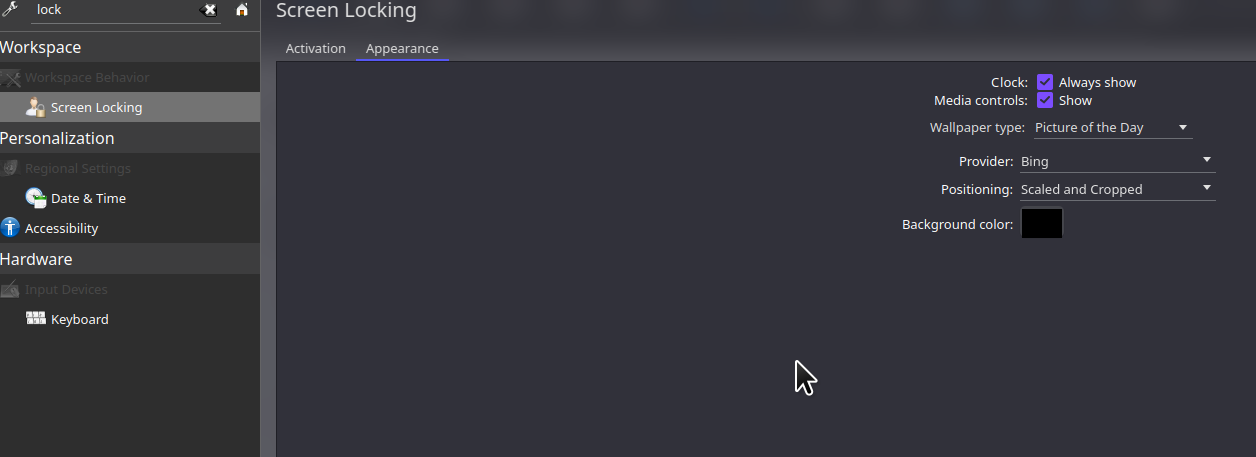 lock
Workspace
Workspace Behavior
Screen Locking
Personalization
Regional Settings
Date & Time
Accessibility
Hardware
Input Devices
Keyboard
Screen Locking
Activation Appearance
Clock: Always show
Media controls: Show
Wallpaper type: Picture of the Day
Provider: Bing
Positioning: Scaled and Cropped
Background color: